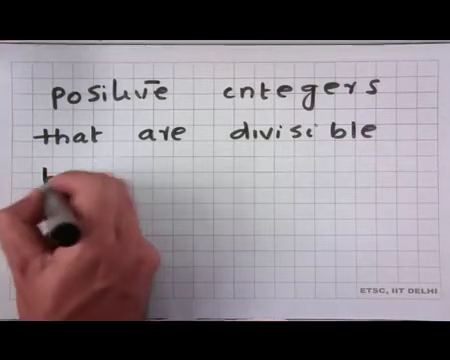 positive integers
that are divisible
ETSC, IIT DELHI